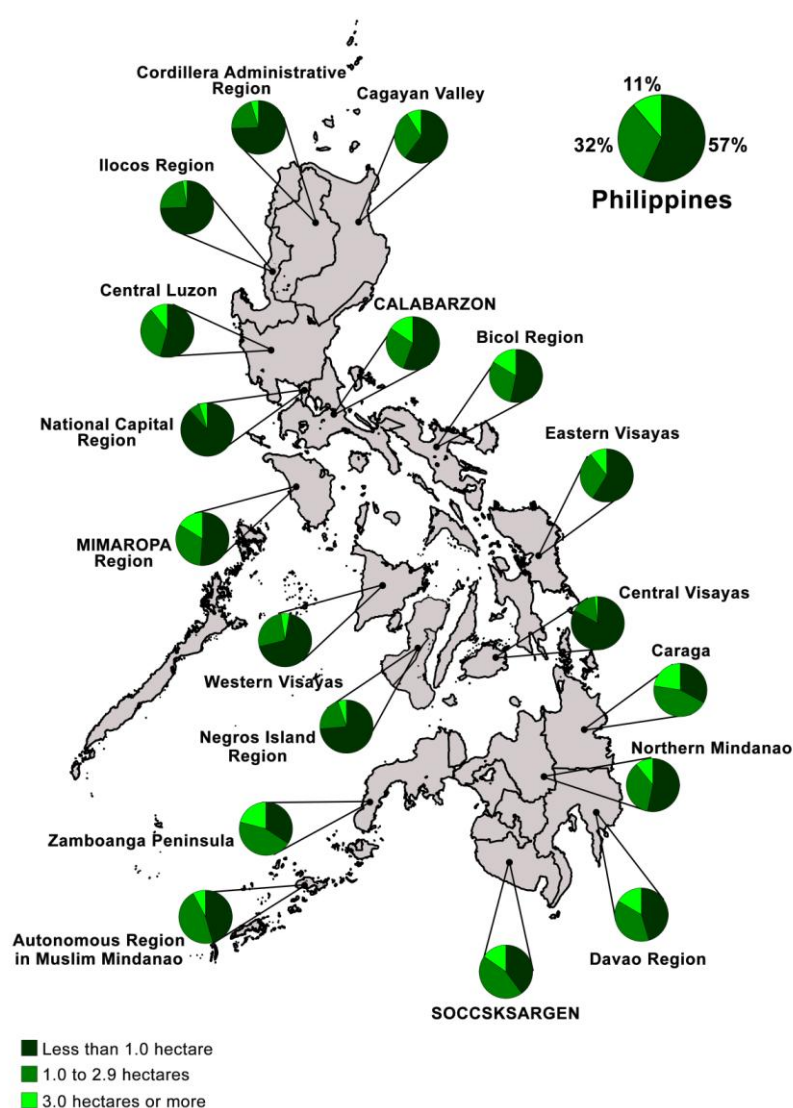 Cordillera Administrative
Region
Cagayan Valley
11%
32%
57%
Philippines
Ilocos Region
Central Luzon
CALABARZON
Bicol Region
National Capital
Region
Eastern Visayas
MIMAROPA
Region
Central Visayas
Caraga
Western Visayas
Negros Island
Region
Northern Mindanao
Zamboanga Peninsula
Autonomous Region
in Muslim Mindanao
Davao Region
SOCCSKSARGEN
Less than 1.0 hectare
1.0 to 2.9 hectares
3.0 hectares or more